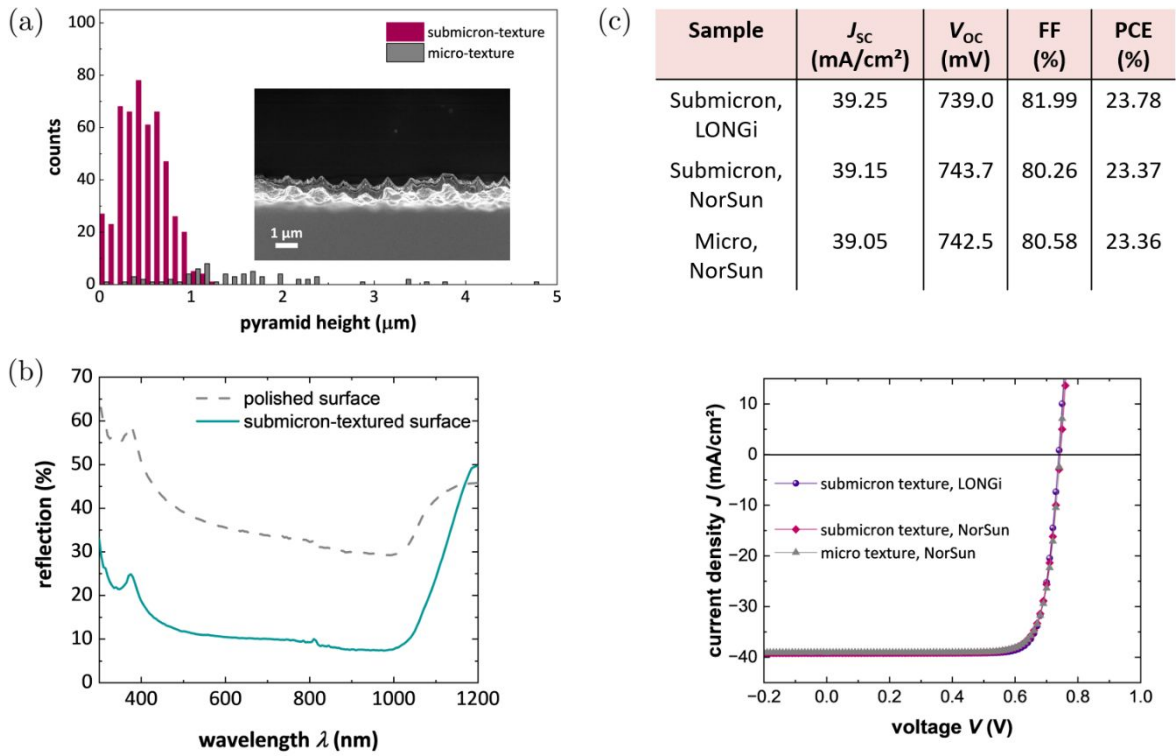 (a)
100
80
60
40
20
0
counts
submicron-texture
micro-texture
1 μm
0 1 2 3 4 5
pyramid height (μm)
(b)
70
60
50
40
30
20
10
0
reflection (%)
polished surface
submicron-textured surface
400 600 800 1000 1200
wavelength λ (nm)
(c)
Sample J_SC (mA/cm²) V_OC (mV) FF (%) PCE (%)
Submicron, LONGi 39.25 739.0 81.99 23.78
Submicron, NorSun 39.15 743.7 80.26 23.37
Micro, NorSun 39.05 742.5 80.58 23.36
10
0
−10
−20
−30
−40
current density J (mA/cm²)
submicron texture, LONGi
submicron texture, NorSun
micro texture, NorSun
−0.2 0.0 0.2 0.4 0.6 0.8 1.0
voltage V (V)